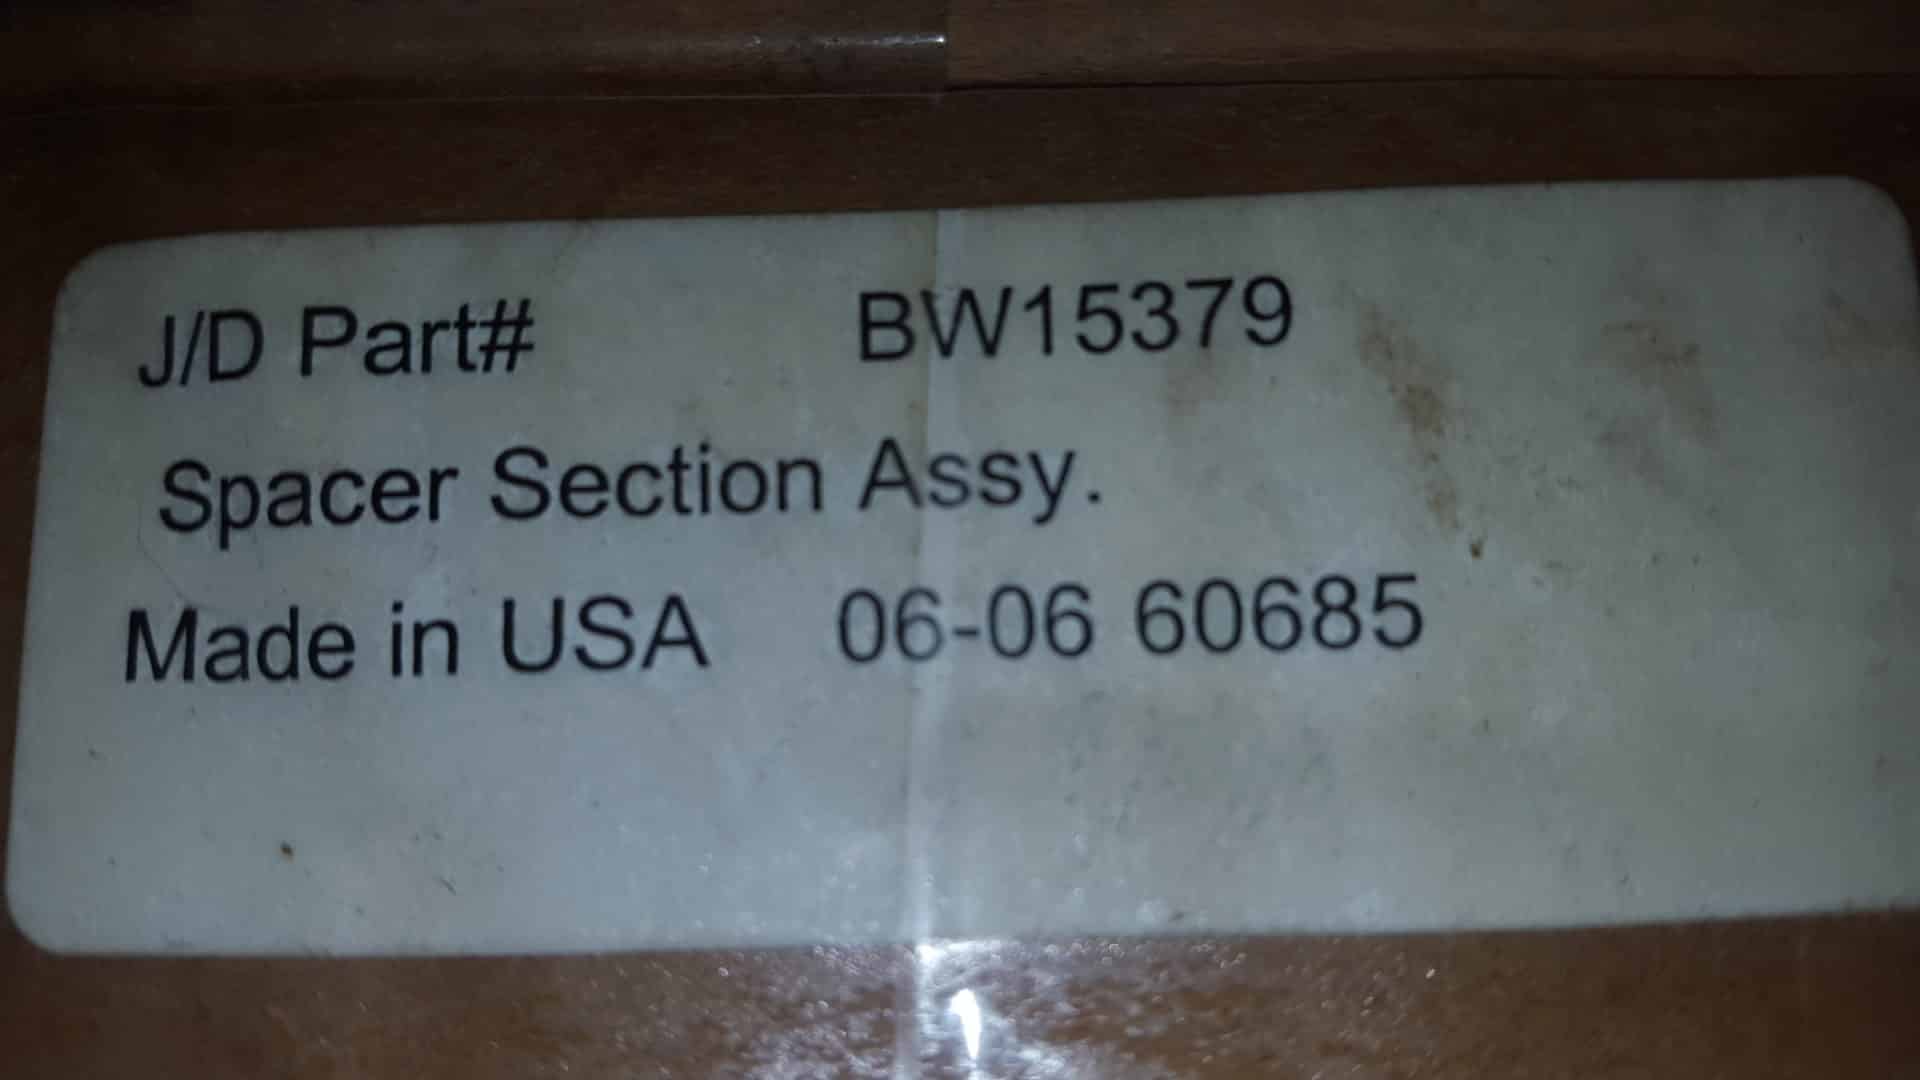 J/D Part# BW15379
Spacer Section Assy.
Made in USA 06-06 60685